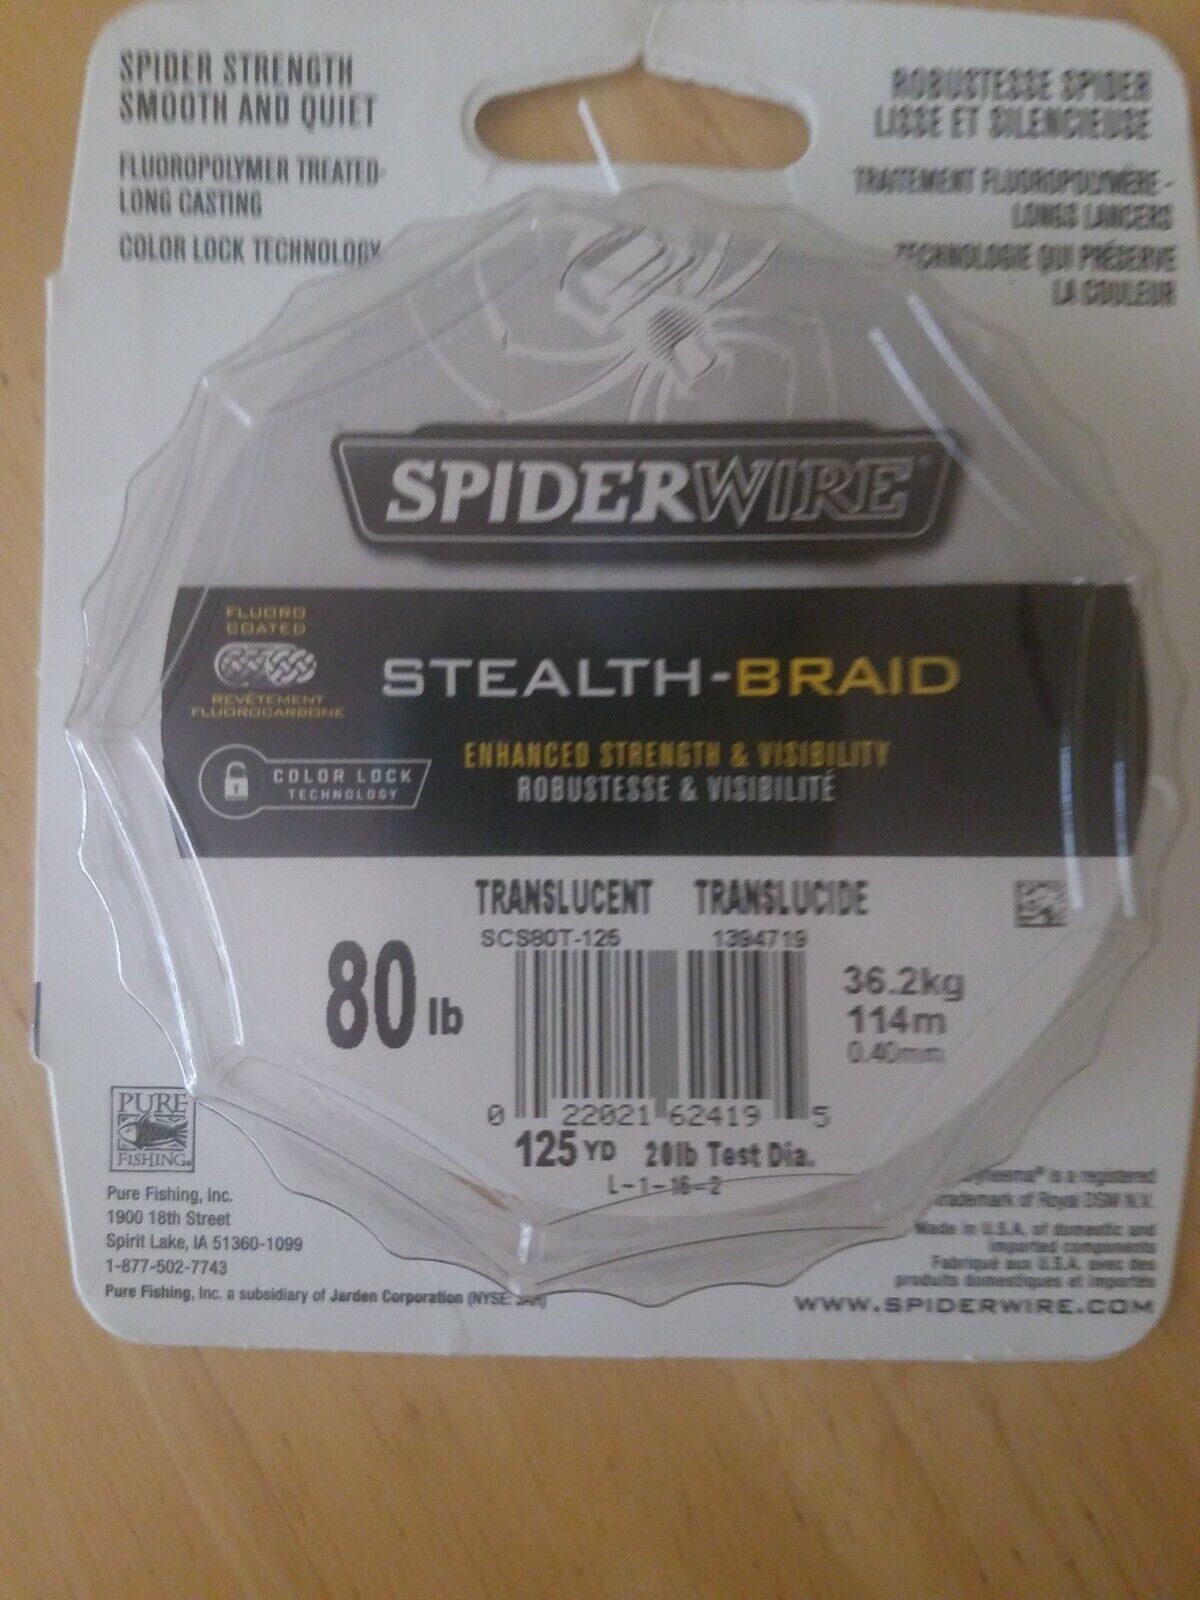 SPIDER STRENGTH
SMOOTH AND QUIET
FLUOROPOLYMER TREATED-
LONG CASTING
COLOR LOCK TECHNOLOGY
ROBUSTESSE SPIDER
LISSE ET SILENCIEUSE
TRAITEMENT FLUOROPOLYMÈRE-
LONGS LANCERS
TECHNOLOGIE QUI PRÉSERVE
LA COULEUR
SPIDERWIRE
FLUORO
COATED
REVÊTEMENT
FLUOROCARBONE
STEALTH-BRAID
ENHANCED STRENGTH & VISIBILITY
ROBUSTESSE & VISIBILITÉ
COLOR LOCK
TECHNOLOGY
TRANSLUCENT TRANSLUCIDE
SCS80T-125 1394719
80 lb
36.2kg
114m
0.40mm
0 22021 62419 5
125 YD 20lb Test Dia.
L-1-16-2
PURE
FISHING®
Pure Fishing, Inc.
1900 18th Street
Spirit Lake, IA 51360-1099
1-877-502-7743
Pure Fishing, Inc. a subsidiary of Jarden Corporation (NYSE: JAH)
Dyneema® is a registered
trademark of Royal DSM N.V.
Made in U.S.A. of domestic and
imported components
Fabriqué aux U.S.A. avec des
produits domestiques et importés
WWW.SPIDERWIRE.COM